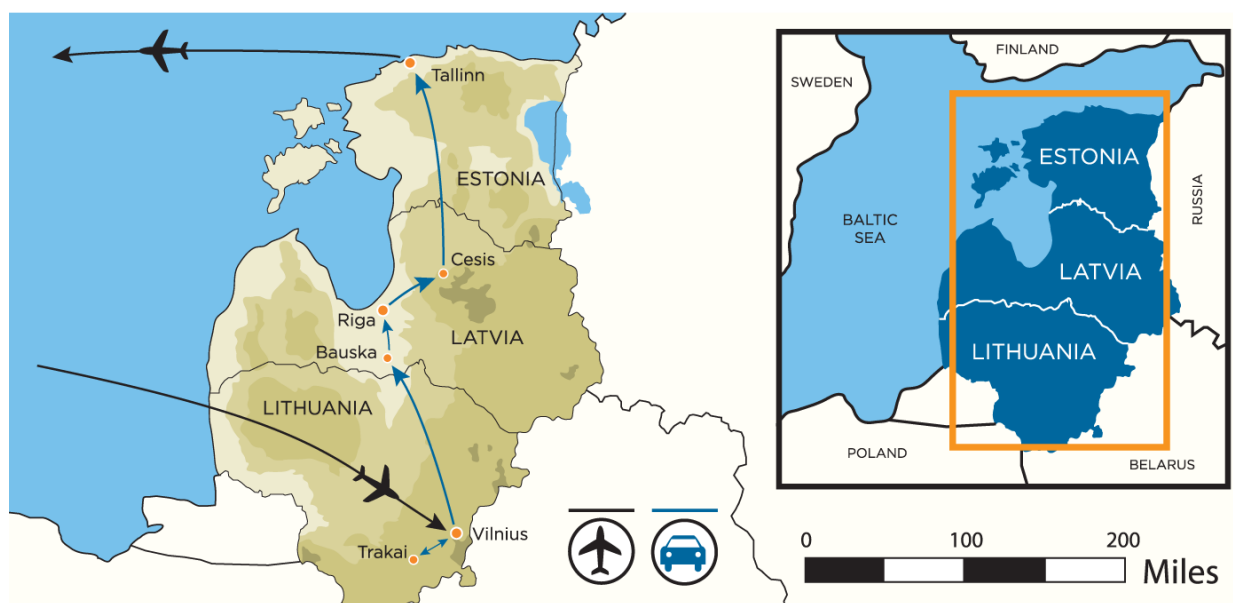 Tallinn
ESTONIA
Cesis
Riga
LATVIA
Bauska
LITHUANIA
Vilnius
Trakai
FINLAND
SWEDEN
ESTONIA
RUSSIA
BALTIC
SEA
LATVIA
LITHUANIA
POLAND
BELARUS
0 100 200
Miles